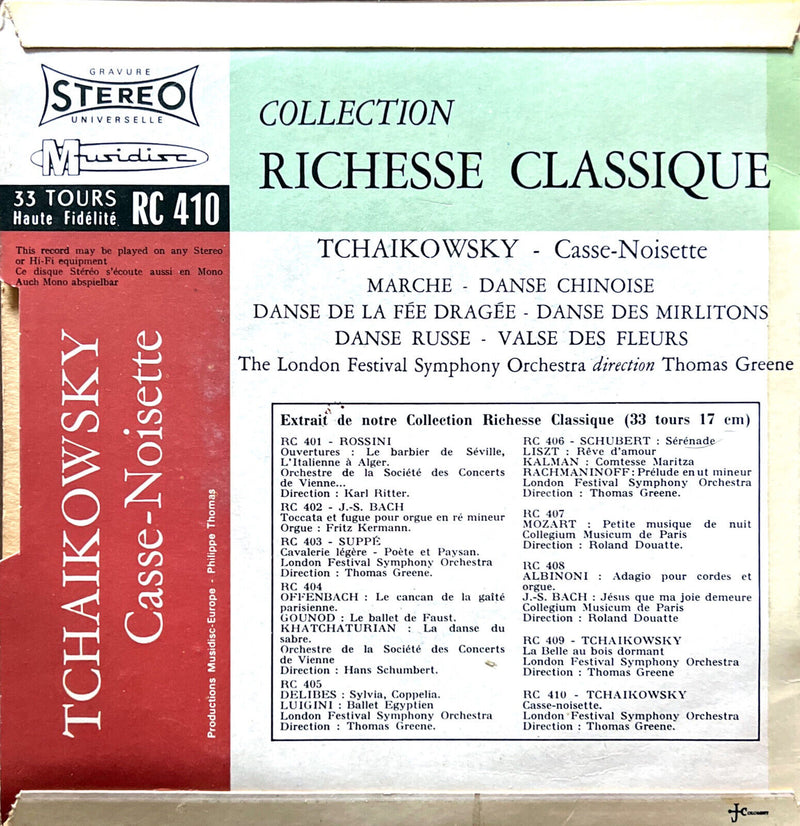 GRAVURE
STEREO
UNIVERSELLE
Musidisc
33 TOURS
Haute Fidélité
RC 410
This record may be played on any Stereo
or Hi-Fi equipment
Ce disque Stéréo s'écoute aussi en Mono
Auch Mono abspielbar
TCHAIKOWSKY
Casse-Noisette
Productions Musidisc-Europe - Philippe Thomas
COLLECTION
RICHESSE CLASSIQUE
TCHAIKOWSKY - Casse-Noisette
MARCHE - DANSE CHINOISE
DANSE DE LA FÉE DRAGÉE - DANSE DES MIRLITONS
DANSE RUSSE - VALSE DES FLEURS
The London Festival Symphony Orchestra direction Thomas Greene
Extrait de notre Collection Richesse Classique (33 tours 17 cm)
RC 401 - ROSSINI
Ouvertures : Le barbier de Séville,
L'Italienne à Alger.
Orchestre de la Société des Concerts
de Vienne...
Direction : Karl Ritter.
RC 402 - J.-S. BACH
Toccata et fugue pour orgue en ré mineur
Orgue : Fritz Kermann.
RC 403 - SUPPÉ
Cavalerie légère - Poète et Paysan.
London Festival Symphony Orchestra
Direction : Thomas Greene.
RC 404
OFFENBACH : Le cancan de la gaîté
parisienne.
GOUNOD : Le ballet de Faust.
KHATCHATURIAN : La danse du
sabre.
Orchestre de la Société des Concerts
de Vienne
Direction : Hans Schumbert.
RC 405
DELIBES : Sylvia, Coppelia.
LUIGINI : Ballet Egyptien
London Festival Symphony Orchestra
Direction : Thomas Greene.
RC 406 - SCHUBERT : Sérénade
LISZT : Rêve d'amour
KALMAN : Comtesse Maritza
RACHMANINOFF : Prélude en ut mineur
London Festival Symphony Orchestra
Direction : Thomas Greene.
RC 407
MOZART : Petite musique de nuit
Collegium Musicum de Paris
Direction : Roland Douatte.
RC 408
ALBINONI : Adagio pour cordes et
orgue.
J.-S. BACH : Jésus que ma joie demeure
Collegium Musicum de Paris
Direction : Roland Douatte
RC 409 - TCHAIKOWSKY
La Belle au bois dormant
London Festival Symphony Orchestra
Direction : Thomas Greene
RC 410 - TCHAIKOWSKY
Casse-noisette.
London Festival Symphony Orchestra
Direction : Thomas Greene.
J. COLOMBET